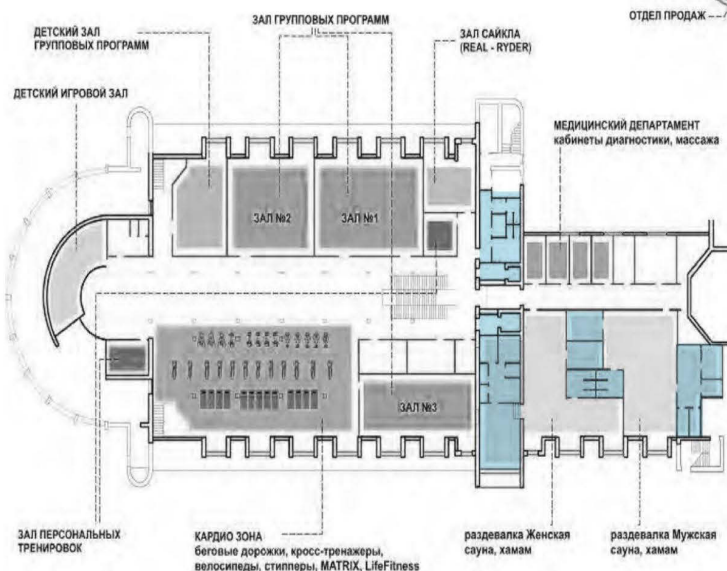 ОТДЕЛ ПРОДАЖ
ЗАЛ ГРУППОВЫХ ПРОГРАММ
ДЕТСКИЙ ЗАЛ
ГРУППОВЫХ ПРОГРАММ
ЗАЛ САЙКЛА
(REAL - RYDER)
ДЕТСКИЙ ИГРОВОЙ ЗАЛ
МЕДИЦИНСКИЙ ДЕПАРТАМЕНТ
кабинеты диагностики, массажа
ЗАЛ №2
ЗАЛ №1
ЗАЛ №3
ЗАЛ ПЕРСОНАЛЬНЫХ
ТРЕНИРОВОК
КАРДИО ЗОНА
беговые дорожки, кросс-тренажеры,
велосипеды, стипперы, MATRIX, LifeFitness
раздевалка Женская
сауна, хамам
раздевалка Мужская
сауна, хамам